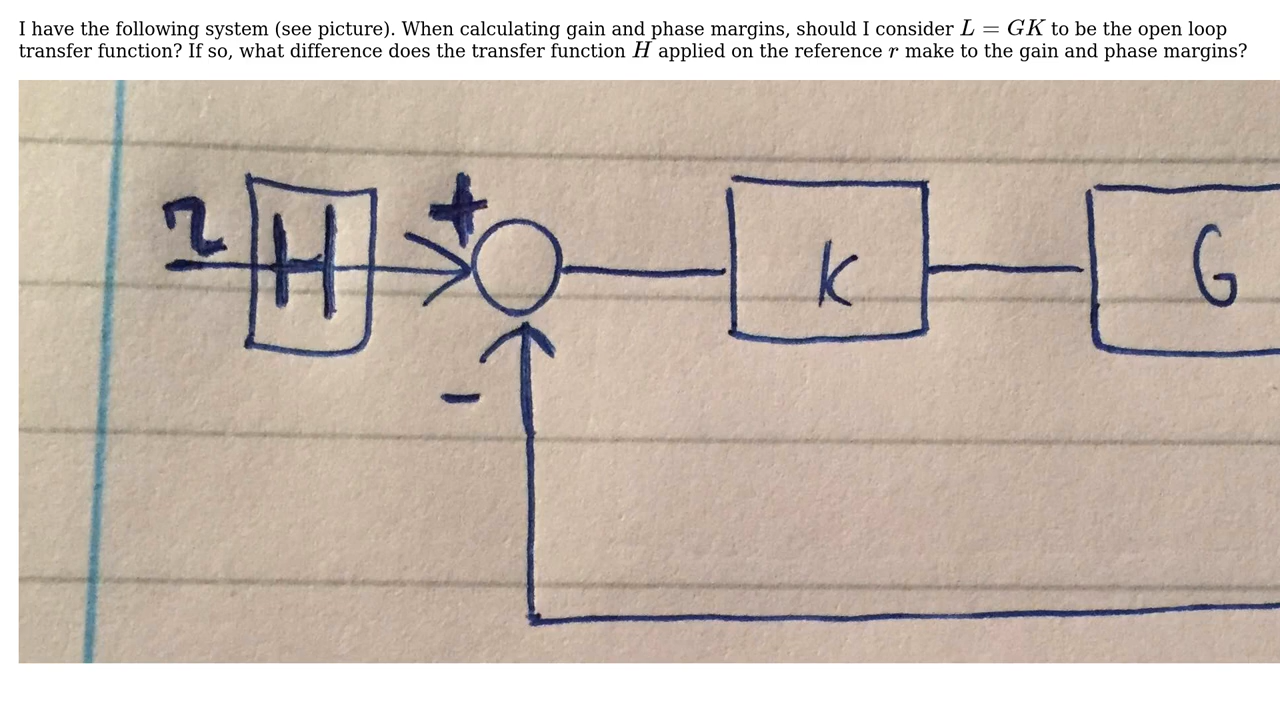 I have the following system (see picture). When calculating gain and phase margins, should I consider L = GK to be the open loop
transfer function? If so, what difference does the transfer function H applied on the reference r make to the gain and phase margins?
r H + K G
-